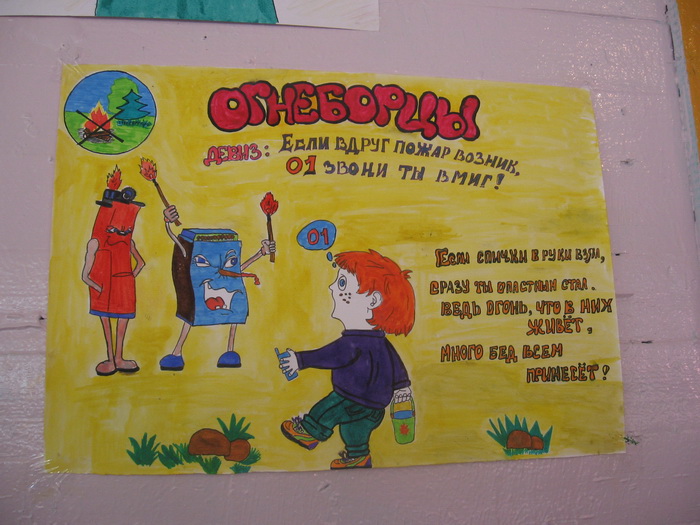 ОГНЕБОРЦЫ
ДЕВИЗ: ЕСЛИ ВДРУГ ПОЖАР ВОЗНИК,
01 ЗВОНИ ТЫ ВМИГ!
01
ЕСЛИ СПИЧКИ В РУКИ ВЗЯЛ,
СРАЗУ ТЫ ОПАСНЫМ СТАЛ.
ВЕДЬ ОГОНЬ, ЧТО В НИХ
ЖИВЁТ,
МНОГО БЕД ВСЕМ
ПРИНЕСЁТ!